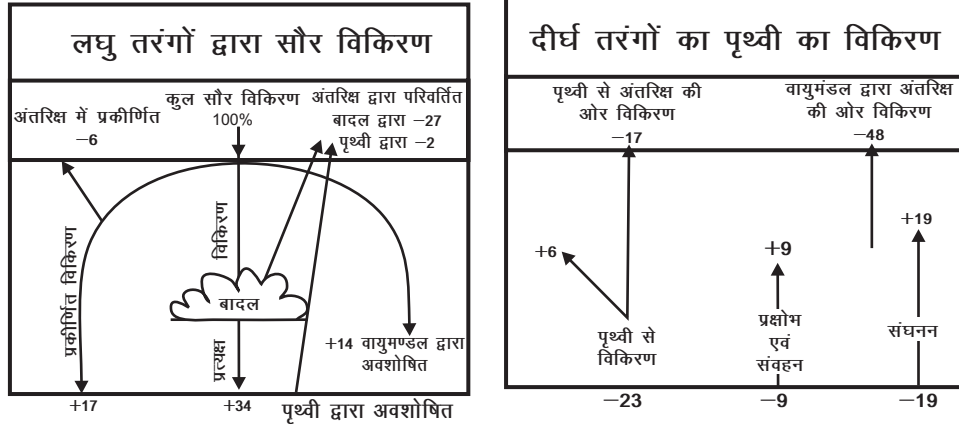 लघु तरंगों द्वारा सौर विकिरण
अंतरिक्ष में प्रकीर्णित
−6
कुल सौर विकिरण
100%
अंतरिक्ष द्वारा परिवर्तित
बादल द्वारा −27
पृथ्वी द्वारा −2
प्रकीर्णित विकिरण
विकिरण
प्रत्यक्ष
बादल
+14 वायुमण्डल द्वारा
अवशोषित
+17
+34
पृथ्वी द्वारा अवशोषित
दीर्घ तरंगों का पृथ्वी का विकिरण
पृथ्वी से अंतरिक्ष की
ओर विकिरण
−17
वायुमंडल द्वारा अंतरिक्ष
की ओर विकिरण
−48
+6
+9
+19
पृथ्वी से
विकिरण
प्रक्षोभ
एवं
संवहन
संघनन
−23
−9
−19